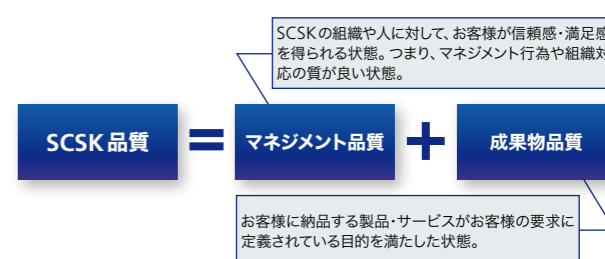 SCSKの組織や人に対して、お客様が信頼感・満足感
を得られる状態。つまり、マネジメント行為や組織対
応の質が良い状態。
SCSK品質 = マネジメント品質 + 成果物品質
お客様に納品する製品・サービスがお客様の要求に
定義されている目的を満たした状態。